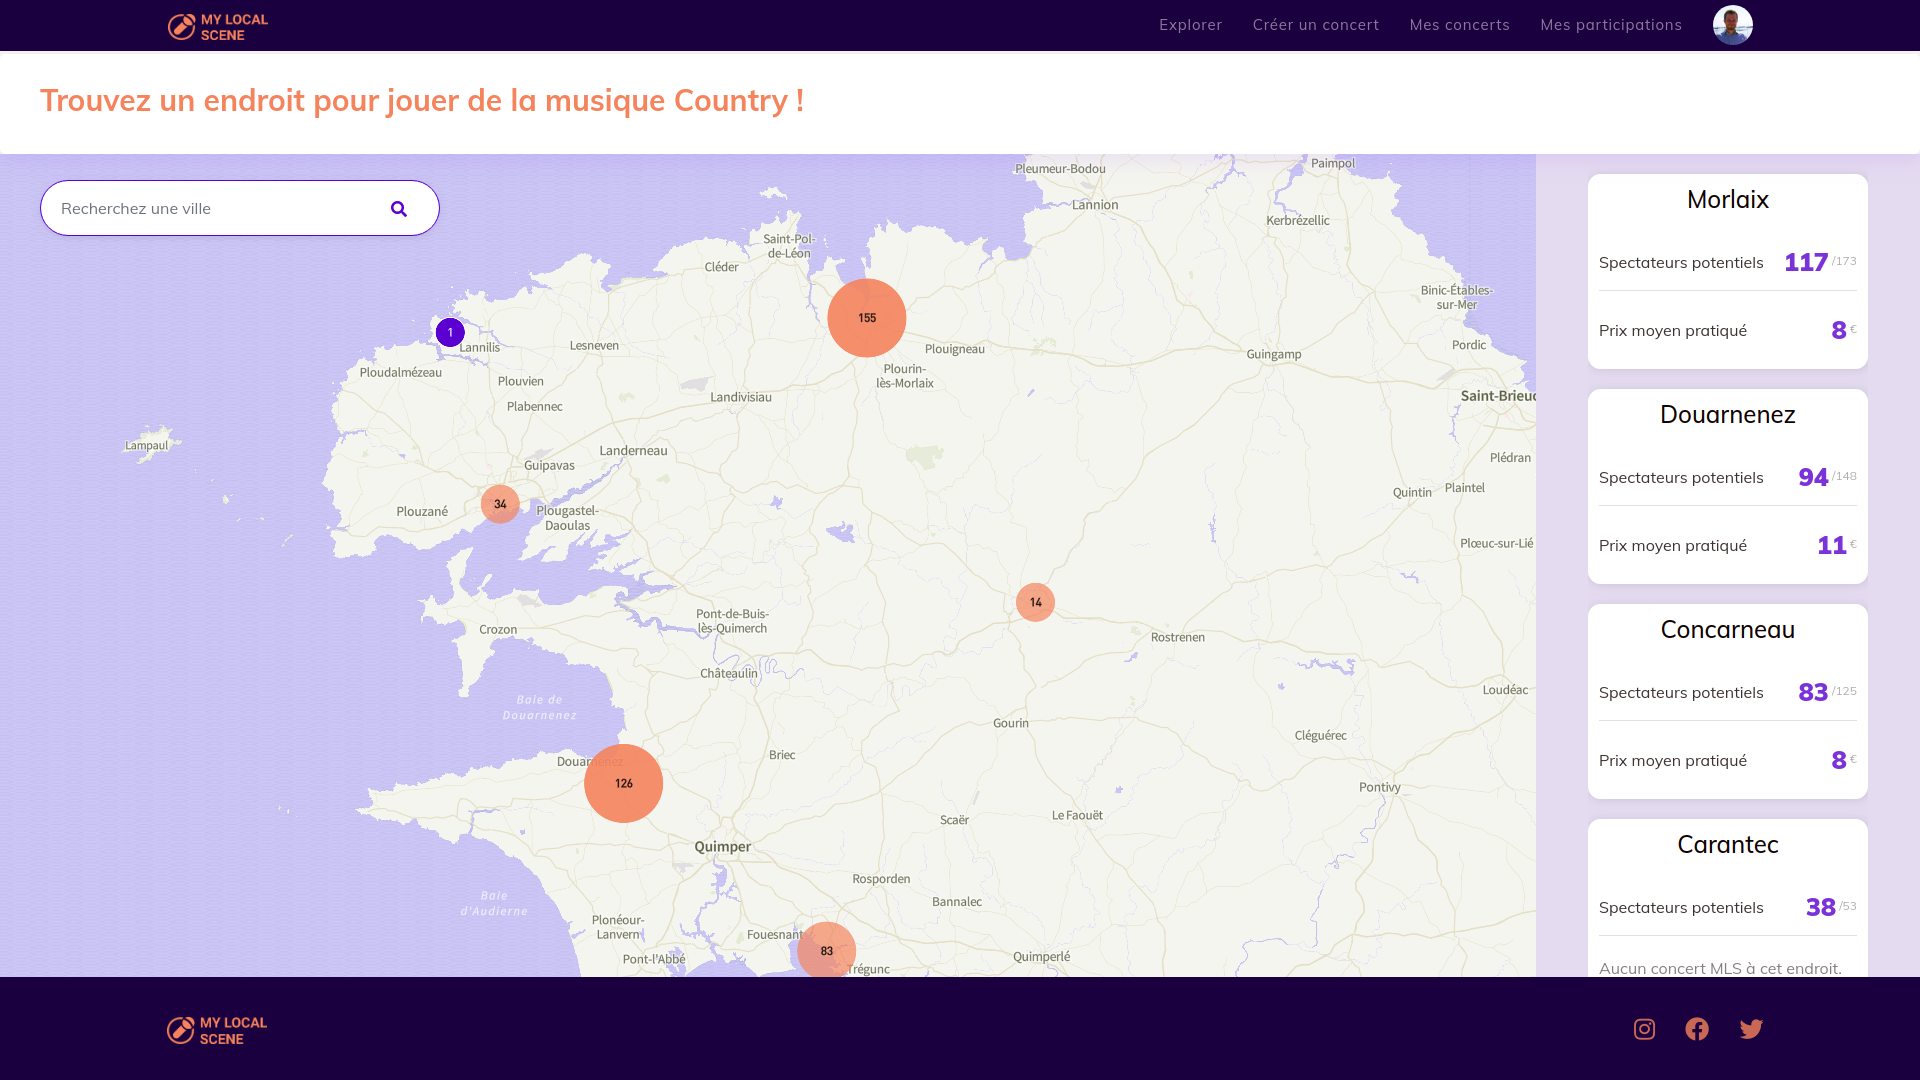 MY LOCAL
SCENE
Explorer
Créer un concert
Mes concerts
Mes participations
Trouvez un endroit pour jouer de la musique Country !
Recherchez une ville
Pleumeur-Bodou
Paimpol
Lannion
Kerbrézellic
Saint-Pol-
de-Léon
Cléder
Binic-Étables-
sur-Mer
155
1
Lannilis
Lesneven
Plouigneau
Guingamp
Pordic
Ploudalmézeau
Plouvien
Plourin-
lès-Morlaix
Plabennec
Landivisiau
Saint-Brieuc
Lampaul
Landerneau
Guipavas
Plédran
Quintin
Plaintel
34
Plouzané
Plougastel-
Daoulas
Plœuc-sur-Lié
14
Pont-de-Buis-
lès-Quimerch
Crozon
Rostrenen
Châteaulin
Loudéac
Baie de
Douarnenez
Gourin
Cléguérec
Briec
Douarnenez
126
Pontivy
Scaër
Le Faouët
Quimper
Rosporden
Baie
d'Audierne
Bannalec
Plonéour-
Lanvern
Fouesnant
83
Pont-l'Abbé
Quimperlé
Trégunc
Morlaix
Spectateurs potentiels 117 /173
Prix moyen pratiqué 8 €
Douarnenez
Spectateurs potentiels 94 /148
Prix moyen pratiqué 11 €
Concarneau
Spectateurs potentiels 83 /125
Prix moyen pratiqué 8 €
Carantec
Spectateurs potentiels 38 /53
Aucun concert MLS à cet endroit.
MY LOCAL
SCENE